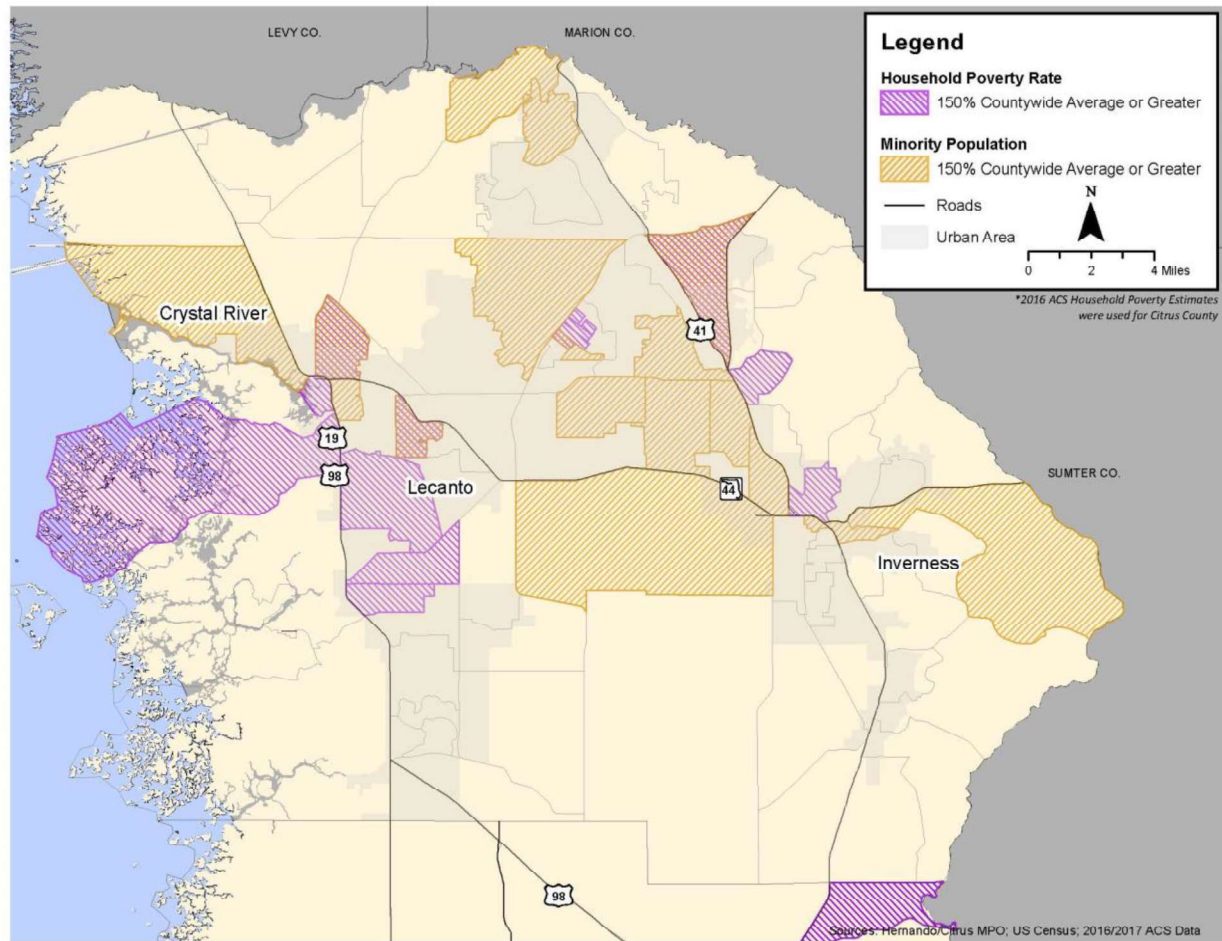 LEVY CO.
MARION CO.
Legend
Household Poverty Rate
150% Countywide Average or Greater
Minority Population
150% Countywide Average or Greater
Roads
Urban Area
N
0 2 4 Miles
*2016 ACS Household Poverty Estimates
were used for Citrus County
Crystal River
41
19
98
Lecanto
44
SUMTER CO.
Inverness
98
Sources: Hernando/Citrus MPO; US Census; 2016/2017 ACS Data